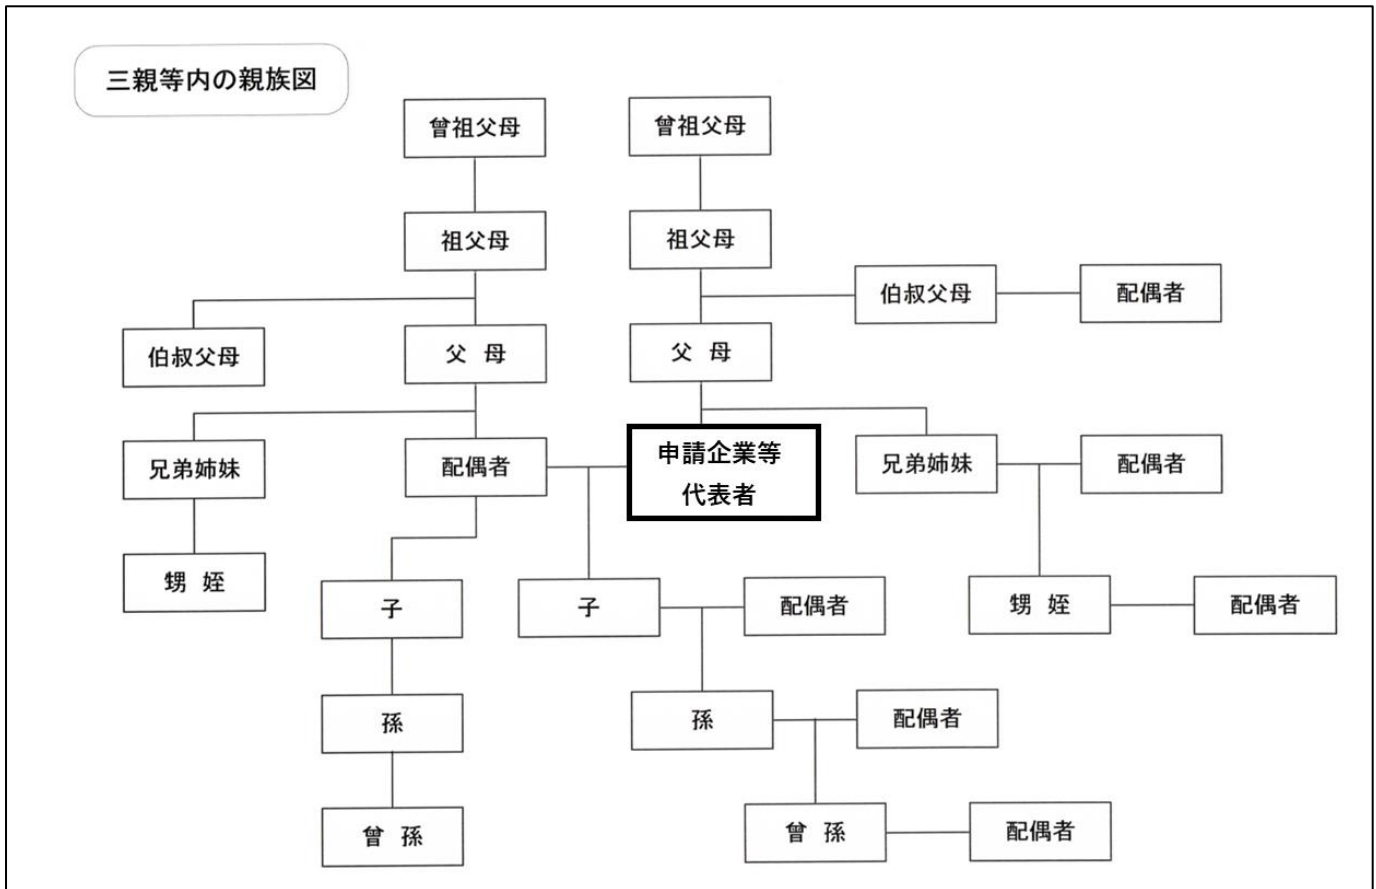 三親等内の親族図
曾祖父母
曾祖父母
祖父母
祖父母
伯叔父母
配偶者
伯叔父母
父 母
父 母
兄弟姉妹
配偶者
申請企業等
代表者
兄弟姉妹
配偶者
甥 姪
子
子
配偶者
甥 姪
配偶者
孫
孫
配偶者
曾 孫
曾 孫
配偶者